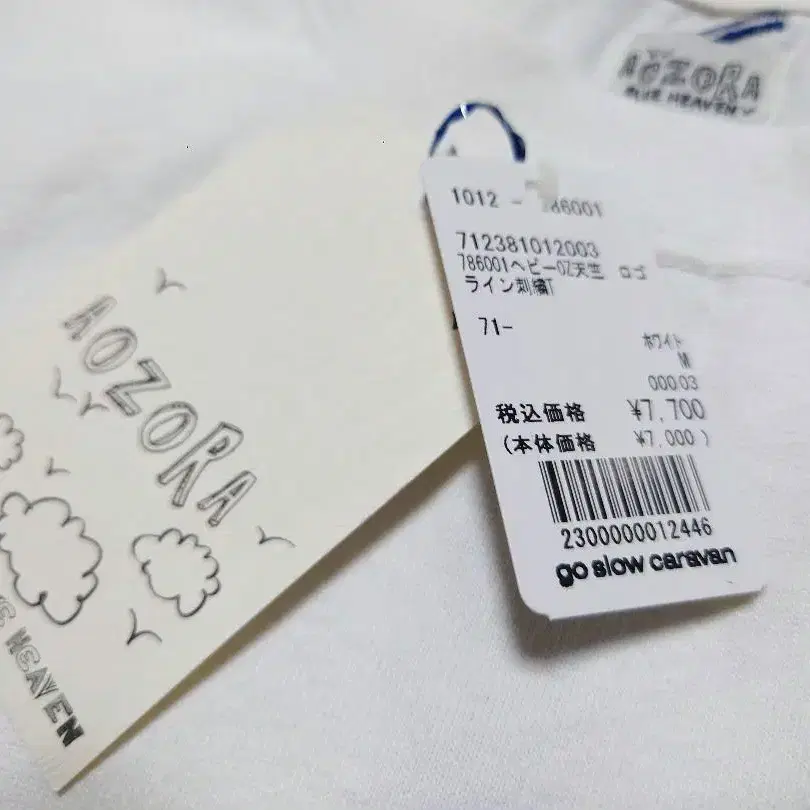 AOZORA
BLUE HEAVEN
1012 - 786001
712381012003
786001ヘビーOZ天竺 ロゴ
ライン刺繍T
71-
ホワイト
M
000.03
税込価格 ¥7,700
(本体価格 ¥7,000 )
2300000012446
go slow caravan
AOZORA
HEAVEN